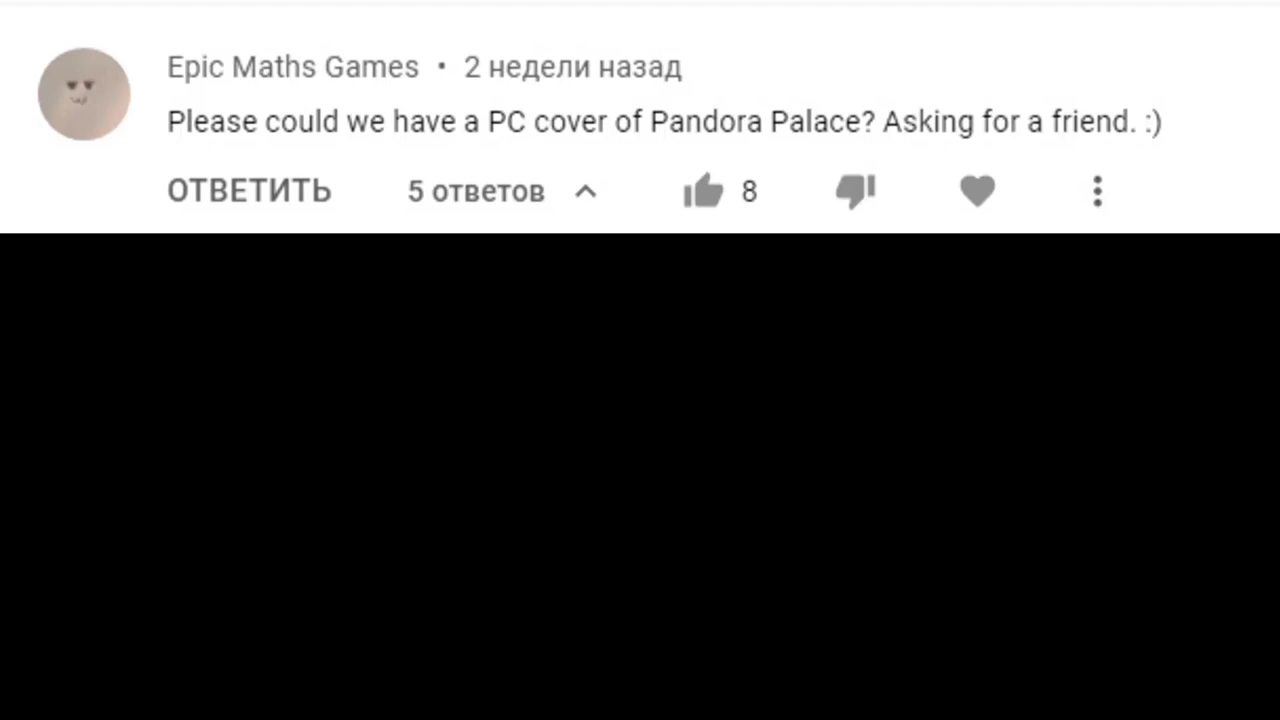 Epic Maths Games • 2 недели назад
Please could we have a PC cover of Pandora Palace? Asking for a friend. :)
ОТВЕТИТЬ 5 ответов 8